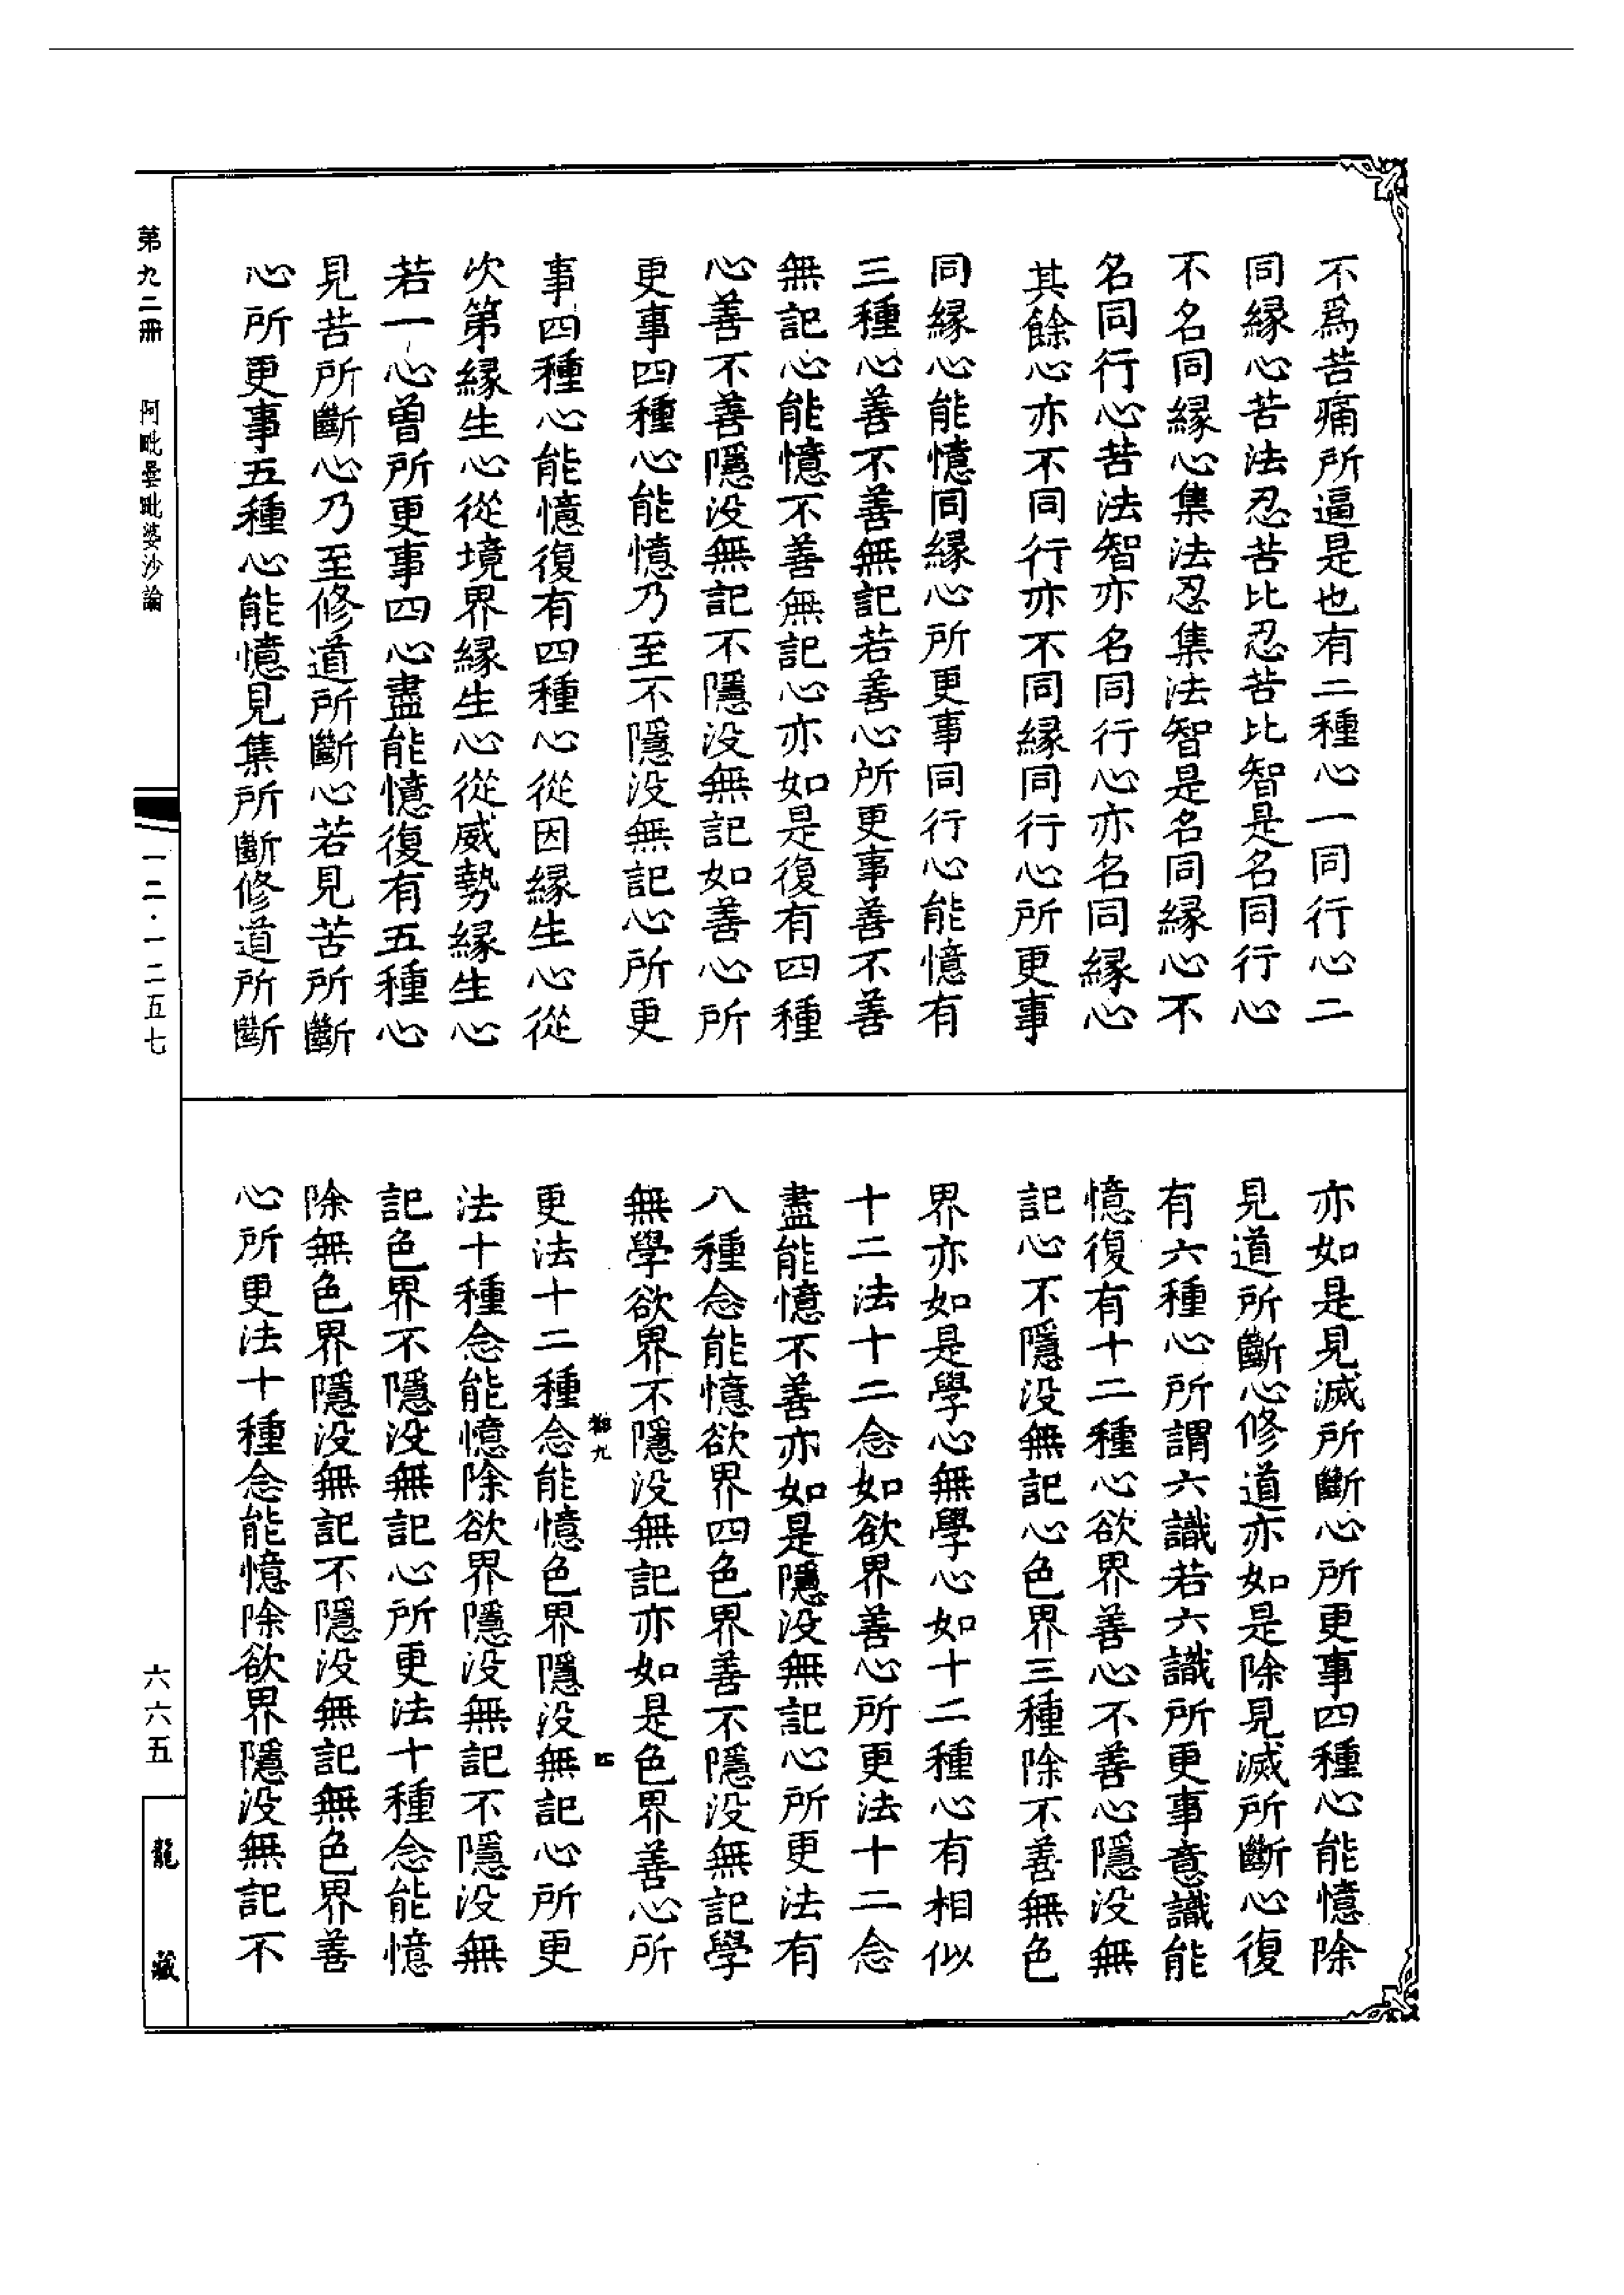 不爲苦痛所逼是也有二種心一同行心二
同縁心苦法忍苦比忍苦比智是名同行心
不名同縁心集法忍集法智是名同縁心不
名同行心苦法智亦名同行心亦名同縁心
其餘心亦不同行亦不同縁同行心所更事
同縁心能憶同縁心所更事同行心能憶有
三種心善不善無記若善心所更事善不善
無記心能憶不善無記心亦如是復有四種
心善不善隱没無記不隱没無記如善心所
更事四種心能憶乃至不隱没無記心所更
事四種心能憶復有四種心從因縁生心從
次第縁生心從境界縁生心從威勢縁生心
若一心曾所更事四心盡能憶復有五種心
見苦所斷心乃至修道所斷心若見苦所斷
心所更事五種心能憶見集所斷修道所斷
亦如是見滅所斷心所更事四種心能憶除
見道所斷心修道亦如是除見滅所斷心復
有六種心所謂六識若六識所更事意識能
憶復有十二種心欲界善心不善心隱没無
記心不隱没無記心色界三種除不善無色
界亦如是學心無學心如十二種心有相似
十二法十二念如欲界善心所更法十二念
盡能憶不善亦如是隱没無記心所更法有
八種念能憶欲界四色界善不隱没無記學
無學欲界不隱没無記亦如是色界善心所
更法十二種念能憶色界隱没無記心所更
法十種念能憶除欲界隱没無記不隱没無
記色界不隱没無記心所更法十種念能憶
除無色界隱没無記不隱没無記無色界善
心所更法十種念能憶除欲界隱没無記不
第九二冊
阿毗曇毗婆沙論
一二·一二五七
六六五
龍藏